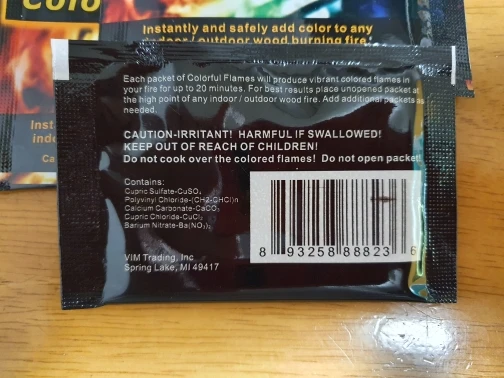 Colo
Instantly and safely add color to any
indoor / outdoor wood burning fire!
Inst
indo
Each packet of Colorful Flames will produce vibrant colored flames in
your fire for up to 20 minutes. For best results place unopened packet at
the high point of any indoor / outdoor wood fire. Add additional packets as
needed.
CAUTION-IRRITANT! HARMFUL IF SWALLOWED!
KEEP OUT OF REACH OF CHILDREN!
Do not cook over the colored flames! Do not open packet!
Contains:
Cupric Sulfate-CuSO₄
Polyvinyl Chloride-(CH2-CHCl)n
Calcium Carbonate-CaCO₃
Cupric Chloride-CuCl₂
Barium Nitrate-Ba(NO₃)₂
8 93258 88823 6
VIM Trading, Inc
Spring Lake, MI 49417